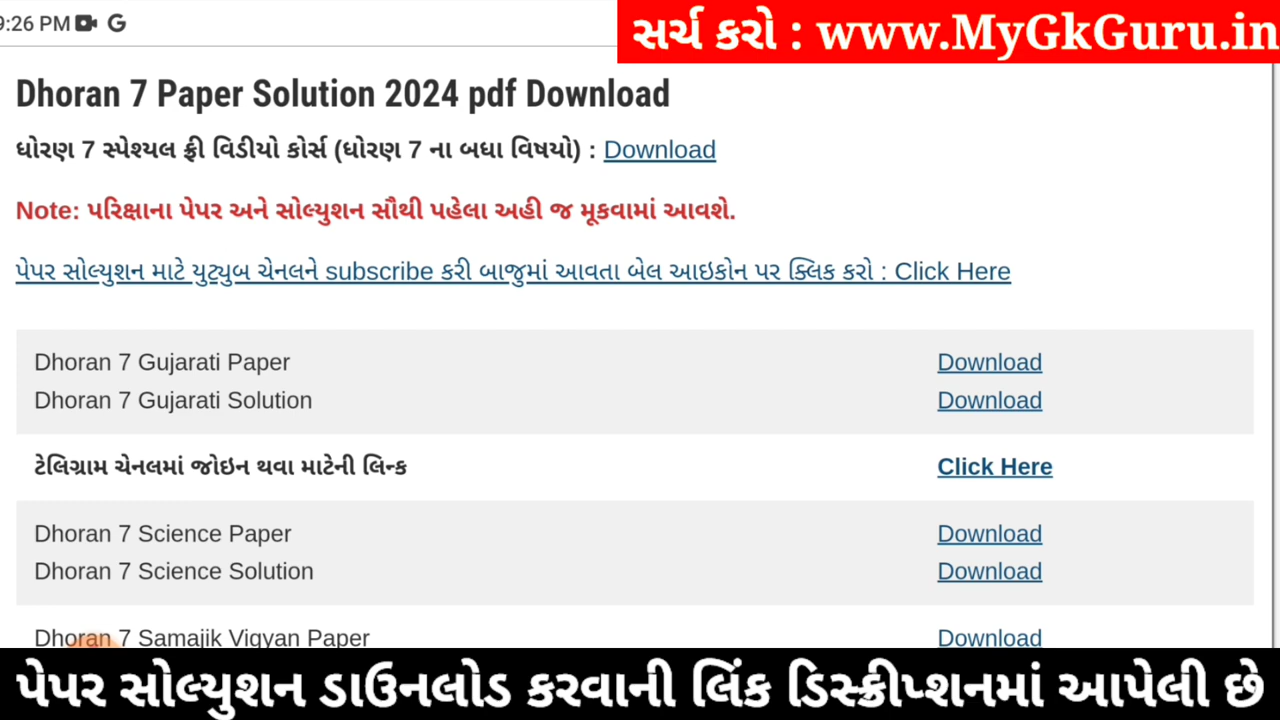 9:26 PM
સર્ચ કરો : www.MyGkGuru.in
Dhoran 7 Paper Solution 2024 pdf Download
ધોરણ 7 સ્પેશ્યલ ફ્રી વિડીયો કોર્સ (ધોરણ 7 ના બધા વિષયો) : Download
Note: પરિક્ષાના પેપર અને સોલ્યુશન સૌથી પહેલા અહી જ મૂકવામાં આવશે.
પેપર સોલ્યુશન માટે યુટ્યુબ ચેનલને subscribe કરી બાજુમાં આવતા બેલ આઇકોન પર ક્લિક કરો : Click Here
Dhoran 7 Gujarati Paper Download
Dhoran 7 Gujarati Solution Download
ટેલિગ્રામ ચેનલમાં જોઇન થવા માટેની લિન્ક Click Here
Dhoran 7 Science Paper Download
Dhoran 7 Science Solution Download
Dhoran 7 Samajik Vigyan Paper Download
પેપર સોલ્યુશન ડાઉનલોડ કરવાની લિંક ડિસ્ક્રીપ્શનમાં આપેલી છે